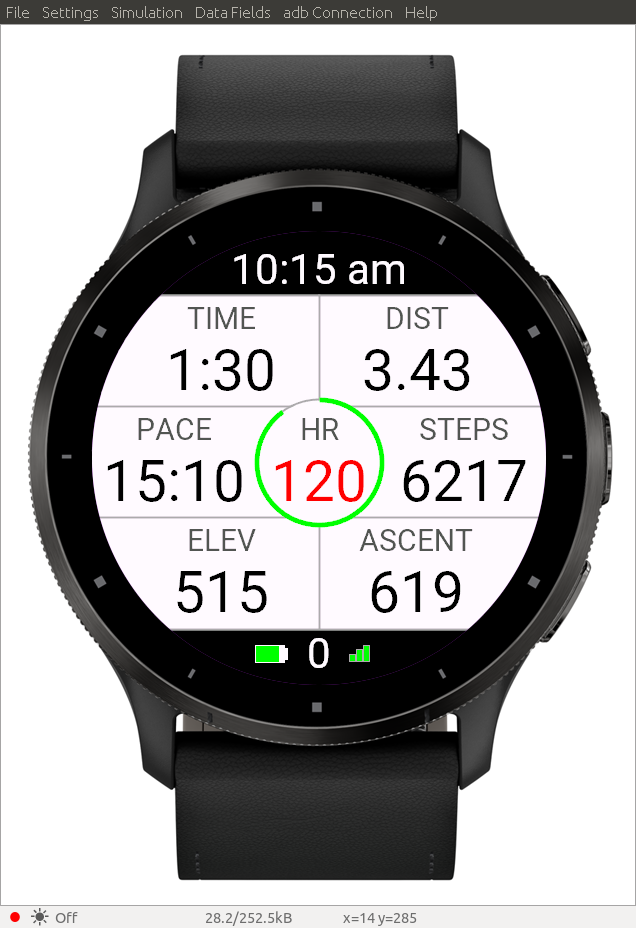 File Settings Simulation Data Fields adb Connection Help
10:15 am
TIME DIST
1:30 3.43
PACE HR STEPS
15:10 120 6217
ELEV ASCENT
515 619
0
Off 28.2/252.5kB x=14 y=285